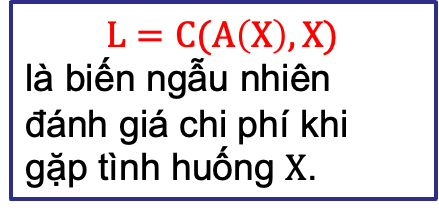 L = C(A(X), X)
là biến ngẫu nhiên
đánh giá chi phí khi
gặp tình huống X.